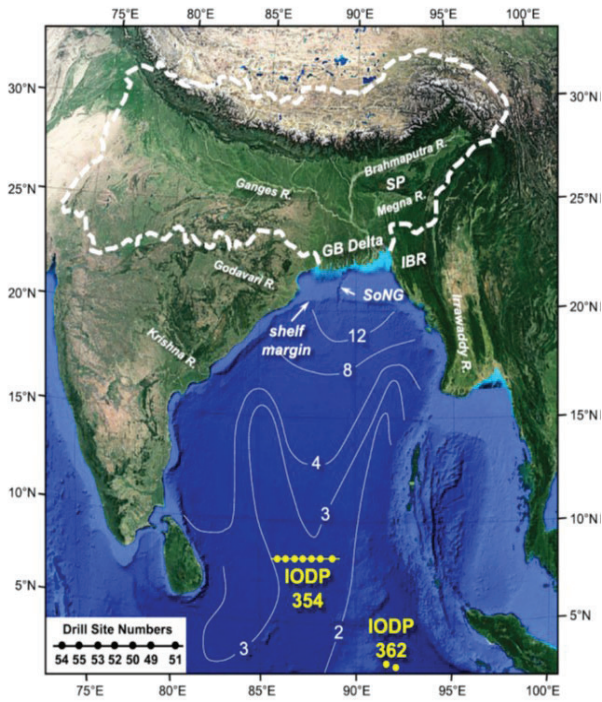 75°E 80°E 85°E 90°E 95°E 100°E
30°N 30°N
Brahmaputra R.
SP
Ganges R.
25°N 25°N
Megna R.
GB Delta
IBR
Godavari R.
20°N SoNG 20°N
shelf
margin
12
Irrawaddy R.
Krishna R.
8
15°N 15°N
4
3
10°N 10°N
IODP
354
5°N 5°N
3 2
IODP
362
Drill Site Numbers
54 55 53 52 50 49 51
75°E 80°E 85°E 90°E 95°E 100°E